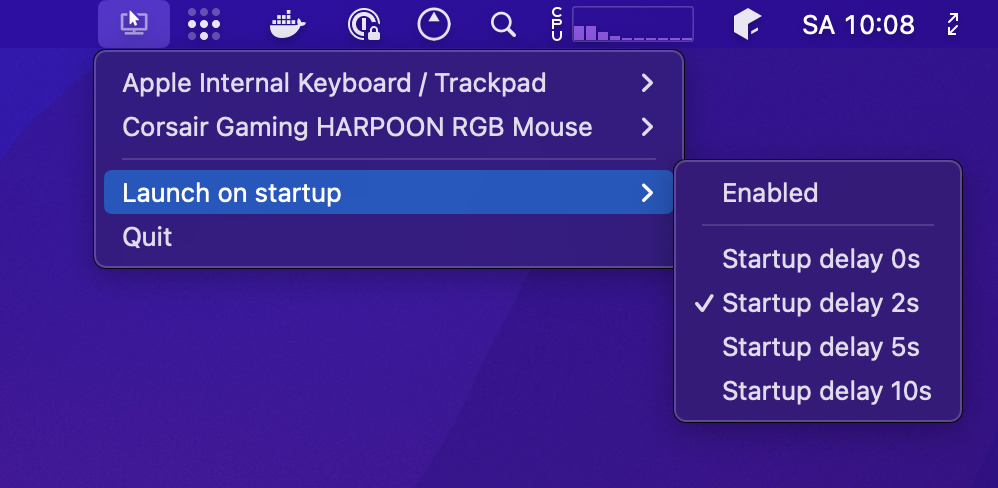 CPU
SA 10:08
Apple Internal Keyboard / Trackpad
Corsair Gaming HARPOON RGB Mouse
Launch on startup
Quit
Enabled
Startup delay 0s
Startup delay 2s
Startup delay 5s
Startup delay 10s